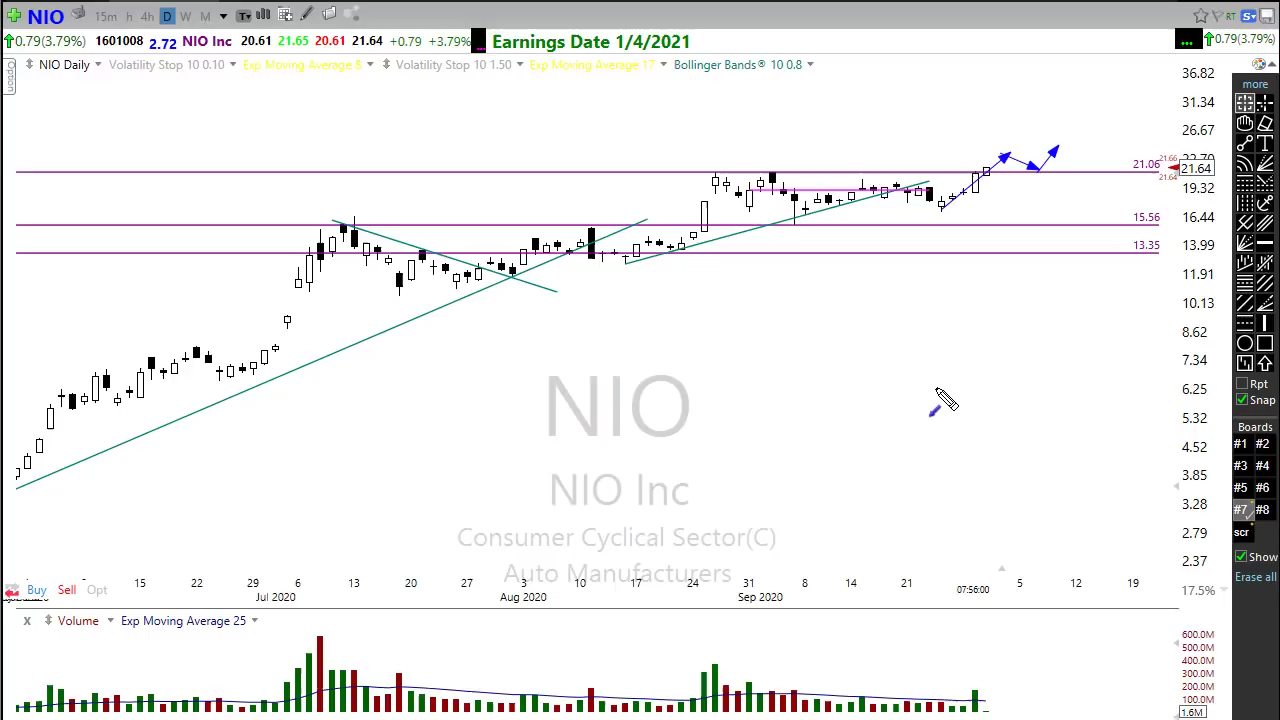 NIO 15m h 4h D W M T RT S
0.79(3.79%) 1601008 2.72 NIO Inc 20.61 21.65 20.61 21.64 +0.79 +3.79% ... Earnings Date 1/4/2021 ... 0.79(3.79%)
Option
NIO Daily Volatility Stop 10 0.10 Exp Moving Average 8 Volatility Stop 10 1.50 Exp Moving Average 17 Bollinger Bands® 10 0.8
36.82
31.34
26.67
22.70
21.06 21.66
21.64
21.64
19.32
15.56 16.44
13.35 13.99
11.91
10.13
8.62
7.34
6.25
5.32
4.52
3.85
3.28
2.79
2.37
NIO
NIO Inc
Consumer Cyclical Sector(C)
Auto Manufacturers
15 22 29 6 13 20 27 3 10 17 24 31 8 14 21 5 12 19
Buy Sell Opt 07:56:00 17.5%
Jul 2020 Aug 2020 Sep 2020
x Volume Exp Moving Average 25
600.0M
500.0M
400.0M
300.0M
200.0M
100.0M
1.6M
more
T
Rpt
Snap
Boards
#1 #2
#3 #4
#5 #6
#7 #8
scr
Show
Erase all